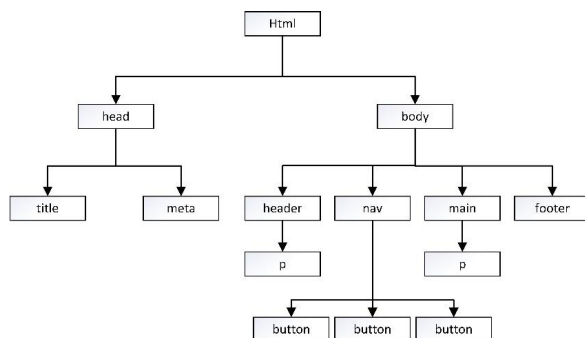 Html
head
body
title
meta
header
nav
main
footer
p
p
button
button
button